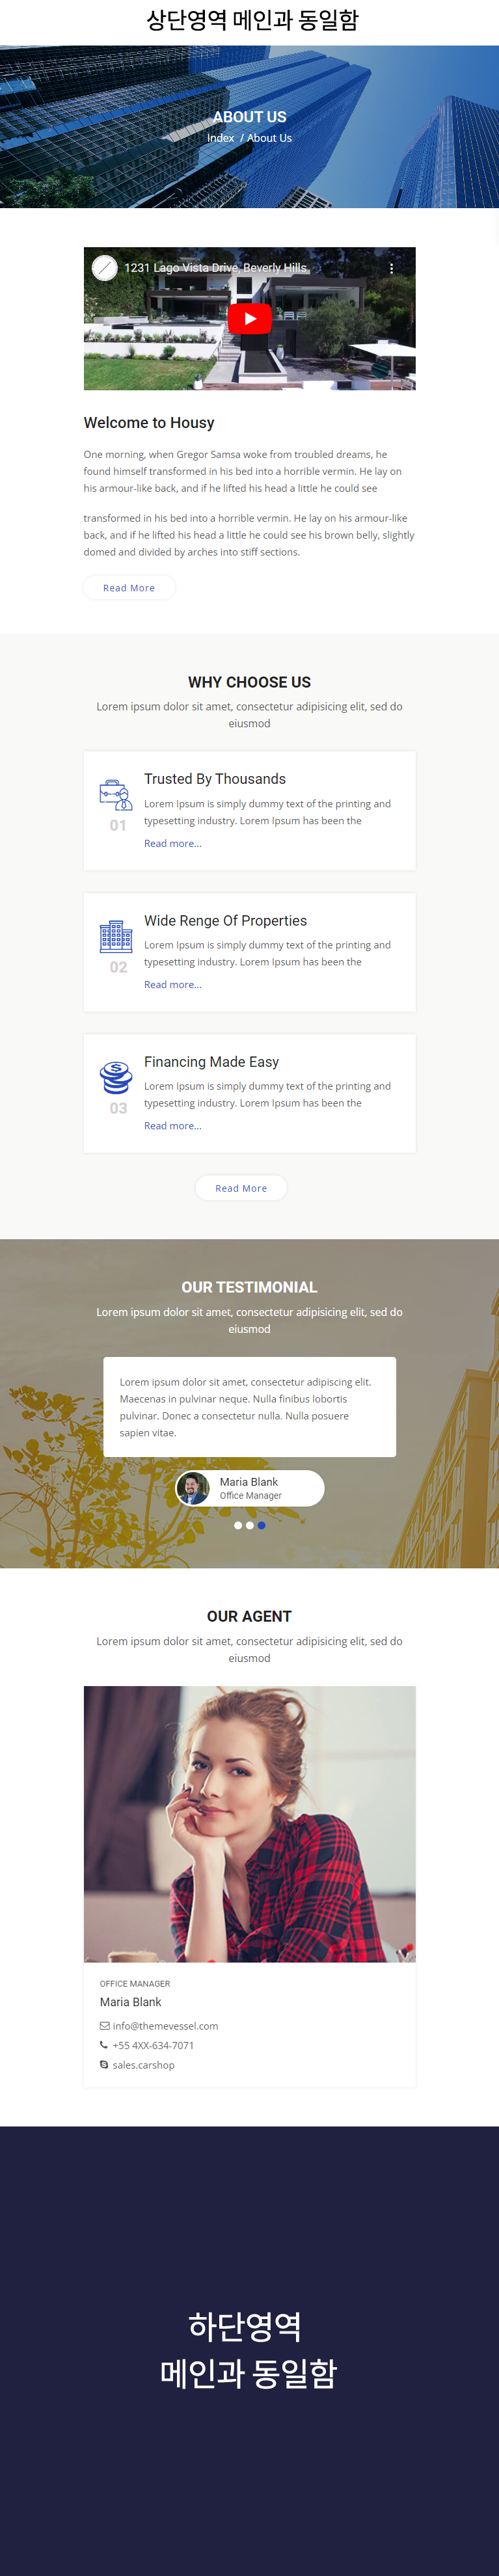 상단영역 메인과 동일함
ABOUT US
Index / About Us
1231 Lago Vista Drive, Beverly Hills
Welcome to Housy
One morning, when Gregor Samsa woke from troubled dreams, he
found himself transformed in his bed into a horrible vermin. He lay on
his armour-like back, and if he lifted his head a little he could see
transformed in his bed into a horrible vermin. He lay on his armour-like
back, and if he lifted his head a little he could see his brown belly, slightly
domed and divided by arches into stiff sections.
Read More
WHY CHOOSE US
Lorem ipsum dolor sit amet, consectetur adipisicing elit, sed do
eiusmod
Trusted By Thousands
Lorem Ipsum is simply dummy text of the printing and
typesetting industry. Lorem Ipsum has been the
01
Read more...
Wide Renge Of Properties
Lorem Ipsum is simply dummy text of the printing and
typesetting industry. Lorem Ipsum has been the
02
Read more...
Financing Made Easy
Lorem Ipsum is simply dummy text of the printing and
typesetting industry. Lorem Ipsum has been the
03
Read more...
Read More
OUR TESTIMONIAL
Lorem ipsum dolor sit amet, consectetur adipisicing elit, sed do
eiusmod
Lorem ipsum dolor sit amet, consectetur adipiscing elit.
Maecenas in pulvinar neque. Nulla finibus lobortis
pulvinar. Donec a consectetur nulla. Nulla posuere
sapien vitae.
Maria Blank
Office Manager
OUR AGENT
Lorem ipsum dolor sit amet, consectetur adipisicing elit, sed do
eiusmod
OFFICE MANAGER
Maria Blank
info@themevessel.com
+55 4XX-634-7071
sales.carshop
하단영역
메인과 동일함